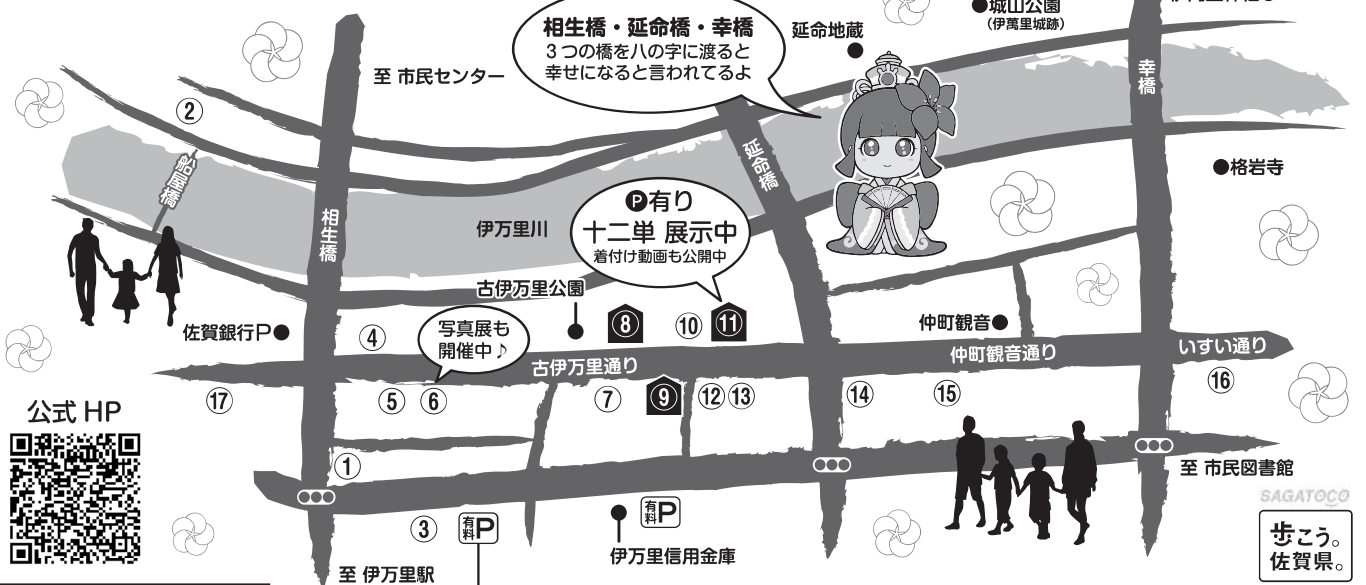 相生橋・延命橋・幸橋
3つの橋を八の字に渡ると
幸せになると言われてるよ
延命地蔵
●城山公園
(伊萬里城跡)
至 市民センター
幸橋
②
船屋橋
相生橋
延命橋
●格岩寺
伊万里川
Ⓟ有り
十二単 展示中
着付け動画も公開中
古伊万里公園
佐賀銀行P●
④
写真展も
開催中♪
⑧
⑩
⑪
仲町観音●
古伊万里通り
仲町観音通り
いすい通り
⑰
⑤
⑥
⑦
⑨
⑫
⑬
⑭
⑮
⑯
公式 HP
①
至 市民図書館
③
有料P
有料P
伊万里信用金庫
至 伊万里駅
SAGATOCO
歩こう。
佐賀県。